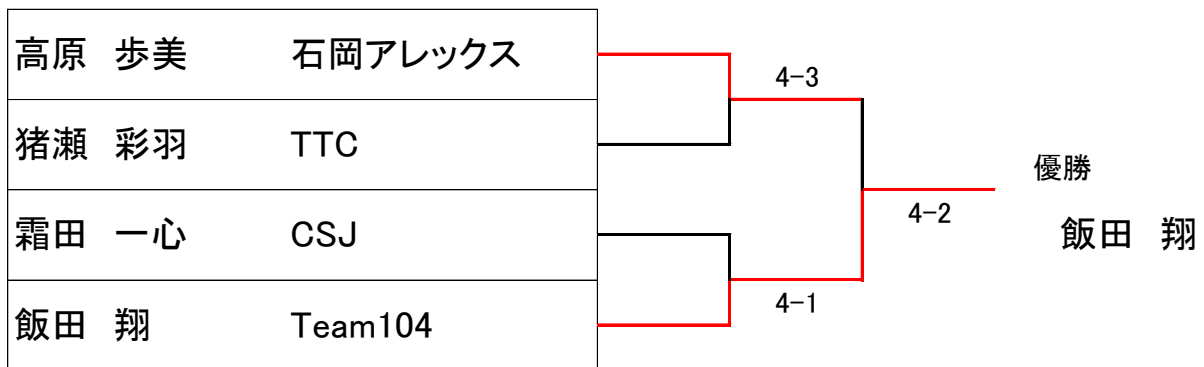 高原　歩美　石岡アレックス
4-3
猪瀬　彩羽　TTC
優勝
霜田　一心　CSJ
4-2
飯田　翔
4-1
飯田　翔　Team104